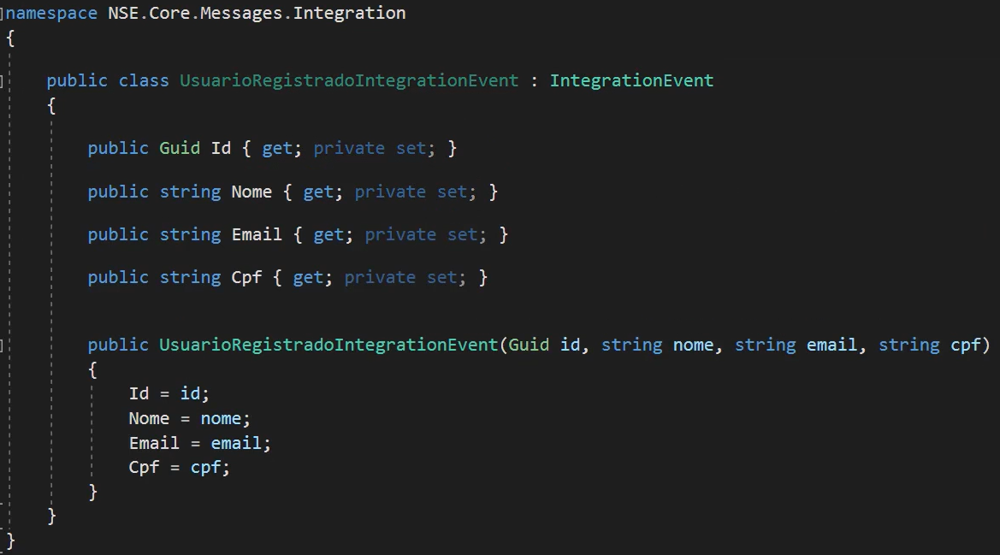 namespace NSE.Core.Messages.Integration
{
public class UsuarioRegistradoIntegrationEvent : IntegrationEvent
{
public Guid Id { get; private set; }
public string Nome { get; private set; }
public string Email { get; private set; }
public string Cpf { get; private set; }
public UsuarioRegistradoIntegrationEvent(Guid id, string nome, string email, string cpf)
{
Id = id;
Nome = nome;
Email = email;
Cpf = cpf;
}
}
}